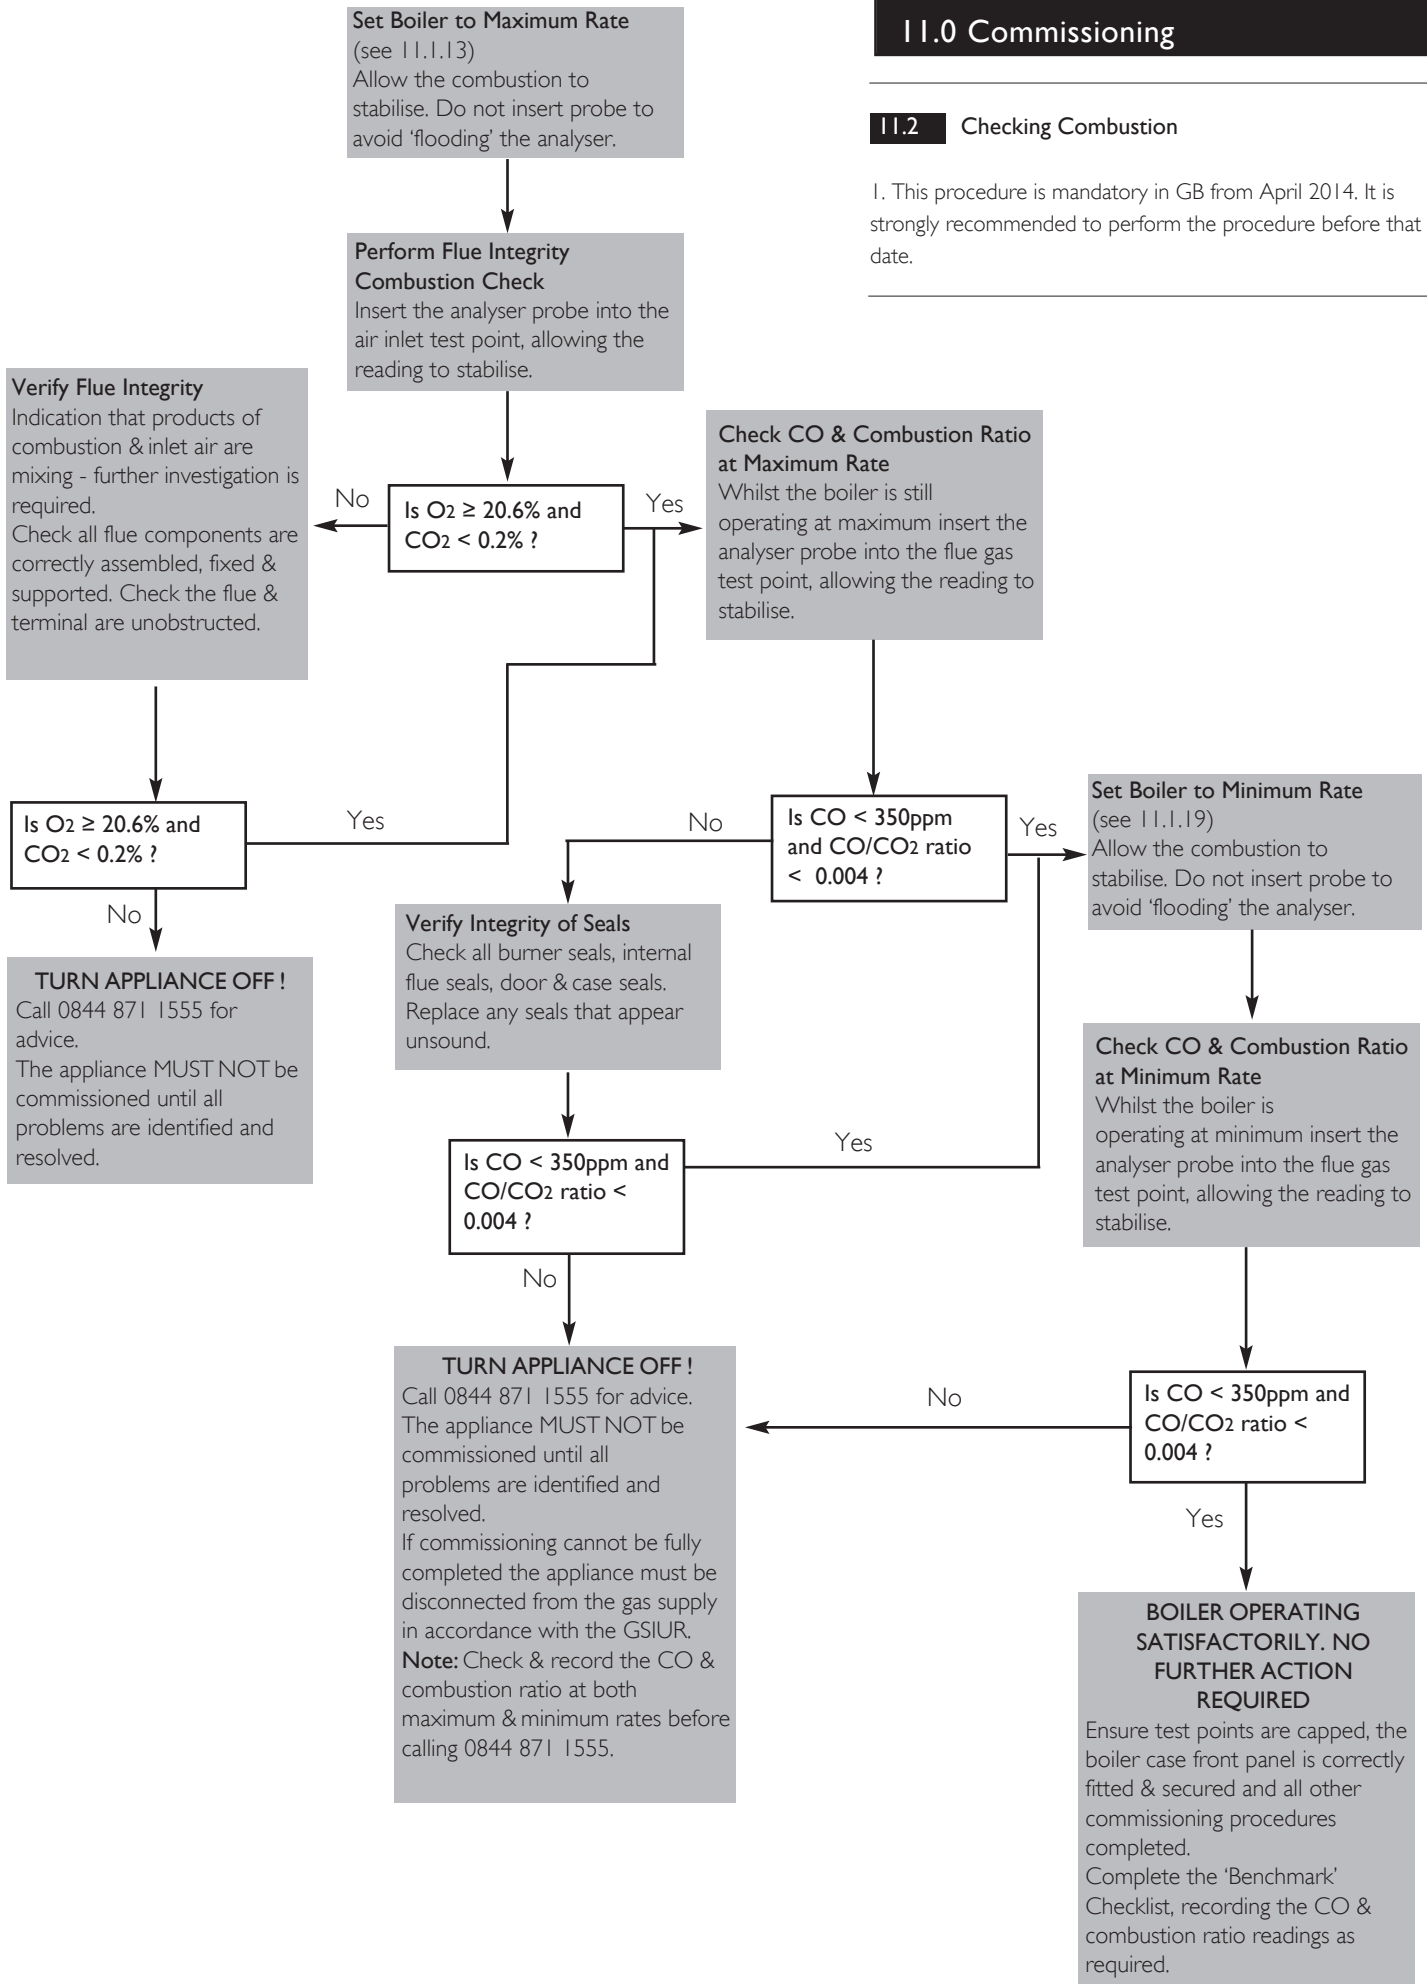 11.0 Commissioning
11.2 Checking Combustion
1. This procedure is mandatory in GB from April 2014. It is
strongly recommended to perform the procedure before that
date.
Set Boiler to Maximum Rate
(see 11.1.13)
Allow the combustion to
stabilise. Do not insert probe to
avoid ‘flooding’ the analyser.
Perform Flue Integrity
Combustion Check
Insert the analyser probe into the
air inlet test point, allowing the
reading to stabilise.
Is O2 ≥ 20.6% and
CO2 < 0.2% ?
No
Yes
Verify Flue Integrity
Indication that products of
combustion & inlet air are
mixing - further investigation is
required.
Check all flue components are
correctly assembled, fixed &
supported. Check the flue &
terminal are unobstructed.
Is O2 ≥ 20.6% and
CO2 < 0.2% ?
Yes
No
TURN APPLIANCE OFF !
Call 0844 871 1555 for
advice.
The appliance MUST NOT be
commissioned until all
problems are identified and
resolved.
Check CO & Combustion Ratio
at Maximum Rate
Whilst the boiler is still
operating at maximum insert the
analyser probe into the flue gas
test point, allowing the reading to
stabilise.
Is CO < 350ppm
and CO/CO2 ratio
< 0.004 ?
No
Yes
Verify Integrity of Seals
Check all burner seals, internal
flue seals, door & case seals.
Replace any seals that appear
unsound.
Is CO < 350ppm and
CO/CO2 ratio <
0.004 ?
Yes
No
TURN APPLIANCE OFF !
Call 0844 871 1555 for advice.
The appliance MUST NOT be
commissioned until all
problems are identified and
resolved.
If commissioning cannot be fully
completed the appliance must be
disconnected from the gas supply
in accordance with the GSIUR.
Note: Check & record the CO &
combustion ratio at both
maximum & minimum rates before
calling 0844 871 1555.
Set Boiler to Minimum Rate
(see 11.1.19)
Allow the combustion to
stabilise. Do not insert probe to
avoid ‘flooding’ the analyser.
Check CO & Combustion Ratio
at Minimum Rate
Whilst the boiler is
operating at minimum insert the
analyser probe into the flue gas
test point, allowing the reading to
stabilise.
Is CO < 350ppm and
CO/CO2 ratio <
0.004 ?
No
Yes
BOILER OPERATING
SATISFACTORILY. NO
FURTHER ACTION
REQUIRED
Ensure test points are capped, the
boiler case front panel is correctly
fitted & secured and all other
commissioning procedures
completed.
Complete the ‘Benchmark’
Checklist, recording the CO &
combustion ratio readings as
required.